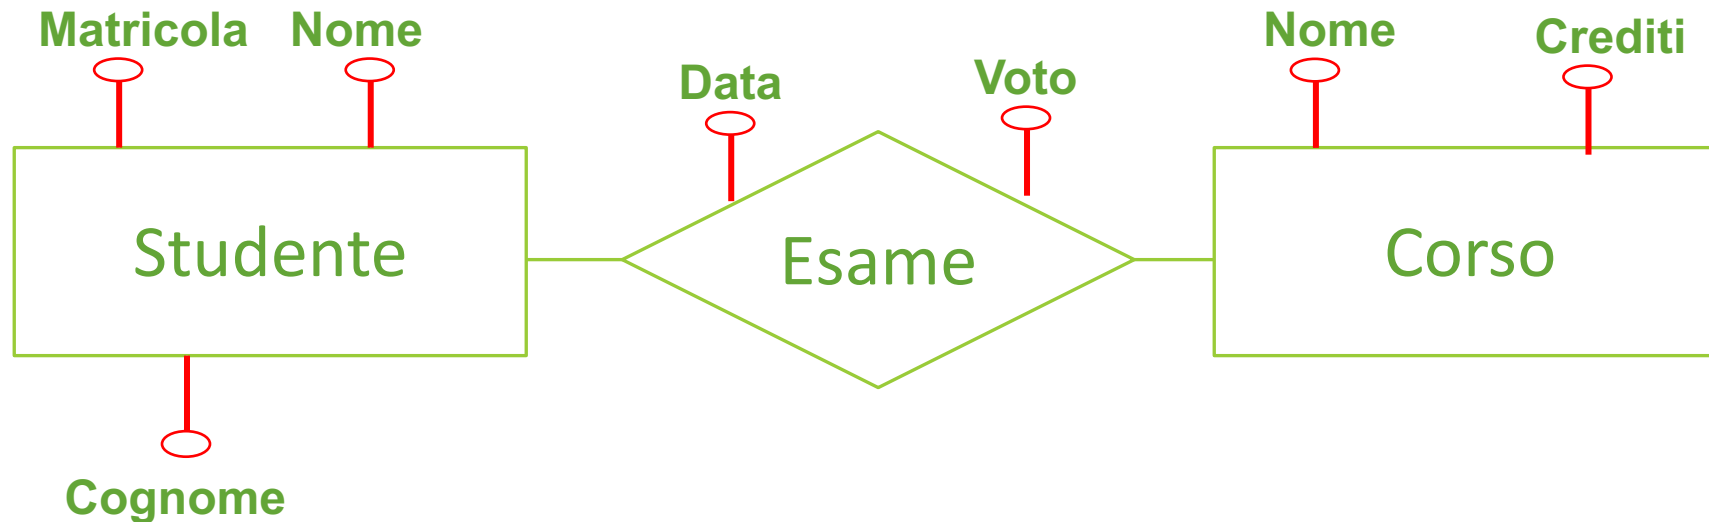 Matricola
Nome
Data
Voto
Nome
Crediti
Studente
Esame
Corso
Cognome